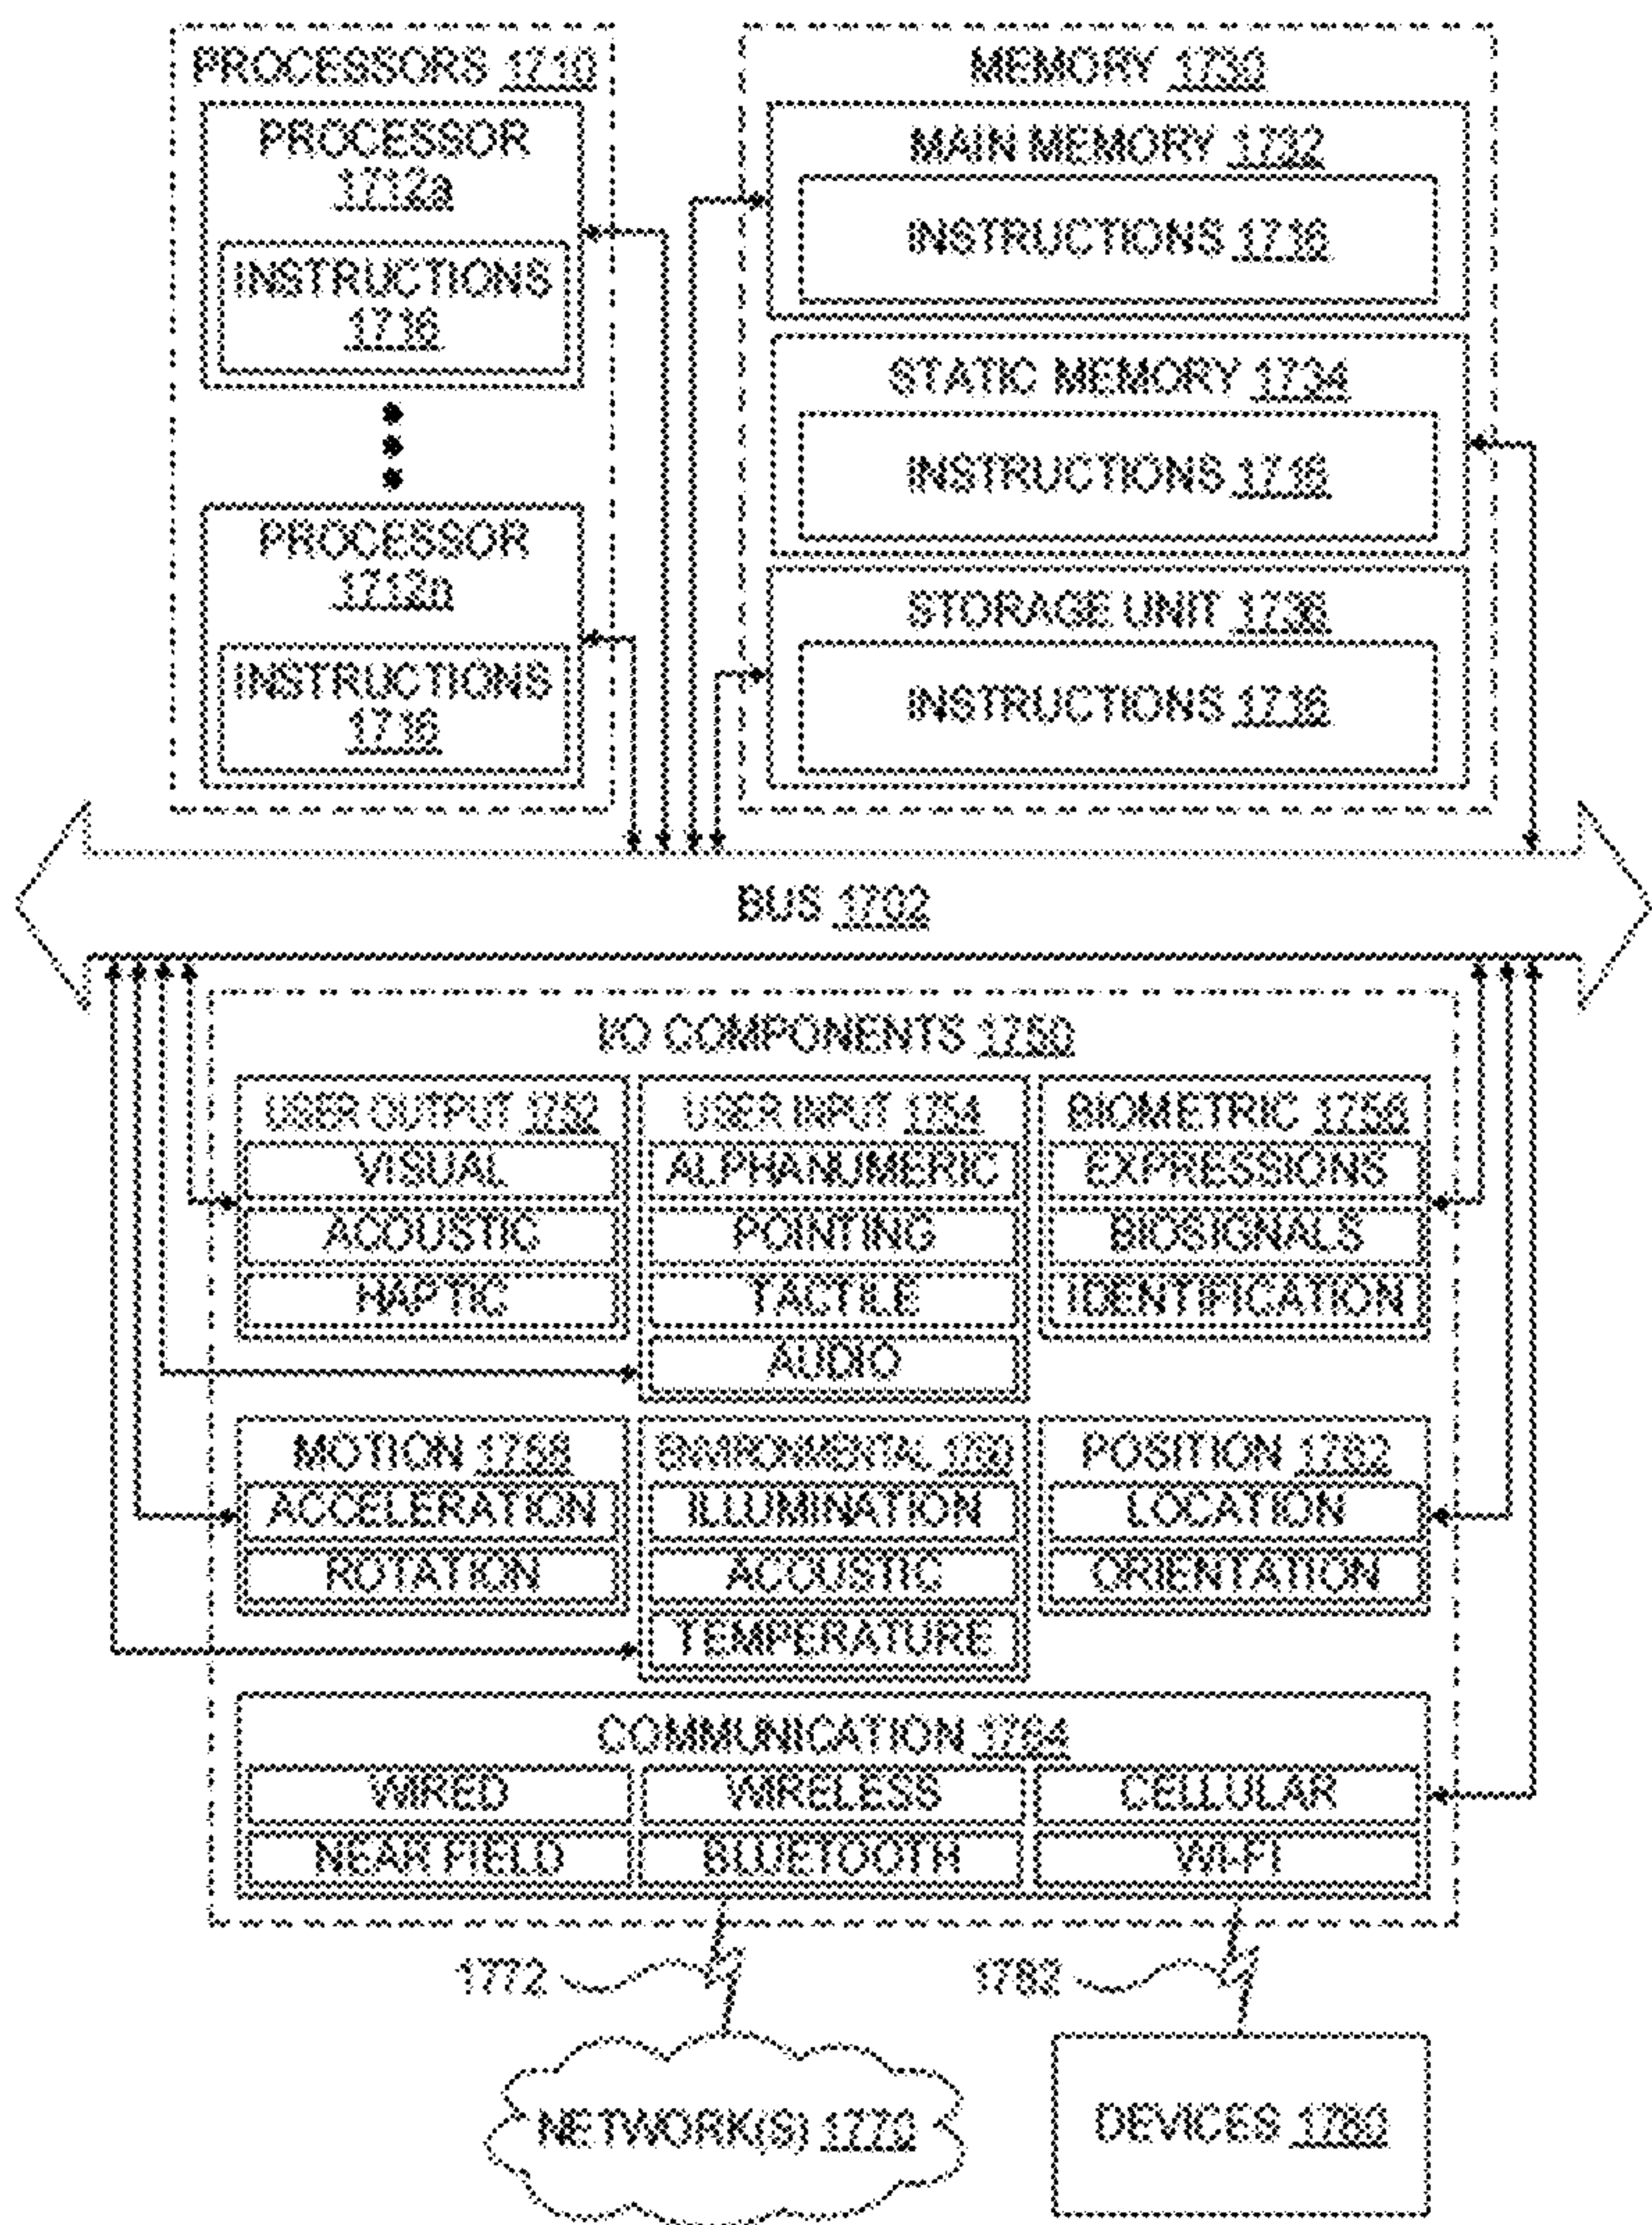 PROCESSORS 1710
PROCESSOR
1712a
INSTRUCTIONS
1716
PROCESSOR
1712n
INSTRUCTIONS
1716
MEMORY 1730
MAIN MEMORY 1732
INSTRUCTIONS 1716
STATIC MEMORY 1734
INSTRUCTIONS 1716
STORAGE UNIT 1736
INSTRUCTIONS 1716
BUS 1702
I/O COMPONENTS 1750
USER OUTPUT 1752
VISUAL
ACOUSTIC
HAPTIC
USER INPUT 1754
ALPHANUMERIC
POINTING
TACTILE
AUDIO
BIOMETRIC 1756
EXPRESSIONS
BIOSIGNALS
IDENTIFICATION
MOTION 1758
ACCELERATION
ROTATION
ENVIRONMENTAL 1760
ILLUMINATION
ACOUSTIC
TEMPERATURE
POSITION 1762
LOCATION
ORIENTATION
COMMUNICATION 1764
WIRED
WIRELESS
CELLULAR
NEAR FIELD
BLUETOOTH
WI-FI
1772
1782
NETWORK(S) 1770
DEVICES 1780